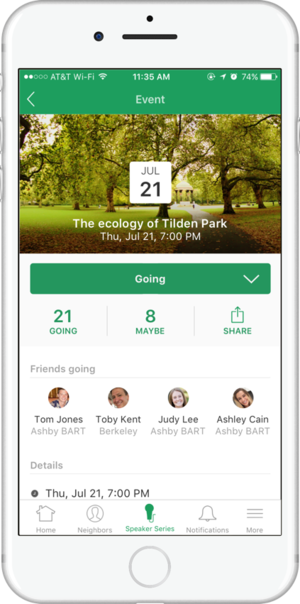 AT&T Wi-Fi 11:35 AM 74%
Event
JUL
21
The ecology of Tilden Park
Thu, Jul 21, 7:00 PM
Going
21 8
GOING MAYBE SHARE
Friends going
Tom Jones Toby Kent Judy Lee Ashley Cain
Ashby BART Berkeley Ashby BART Ashby BART
Details
Thu, Jul 21, 7:00 PM
Home Neighbors Speaker Series Notifications More